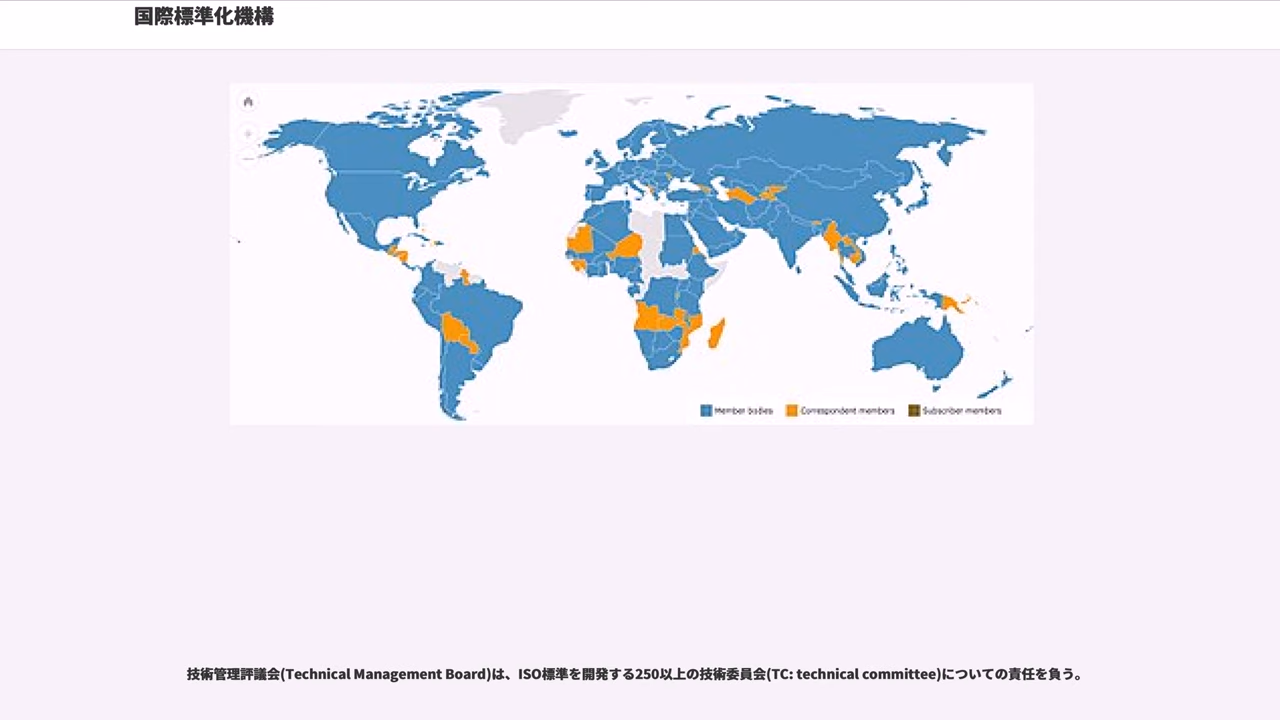 国際標準化機構
Member bodies
Correspondent members
Subscriber members
技術管理評議会(Technical Management Board)は、ISO標準を開発する250以上の技術委員会(TC: technical committee)についての責任を負う。